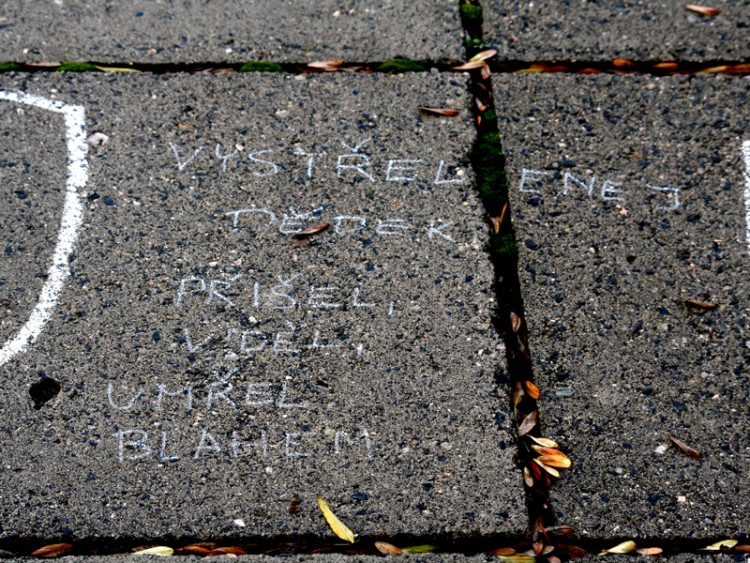 VYSTŘELENEJ
DĚDEK
PŘIŠEL,
VIDĚL,
UMŘEL
BLAHEM